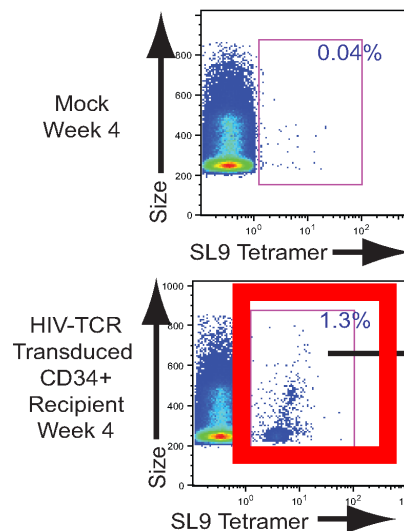 Mock
Week 4
Size
800
600
400
200
0
0.04%
10⁰ 10¹ 10²
SL9 Tetramer
HIV-TCR
Transduced
CD34+
Recipient
Week 4
Size
1000
800
600
400
200
0
1.3%
10⁰ 10¹ 10²
SL9 Tetramer